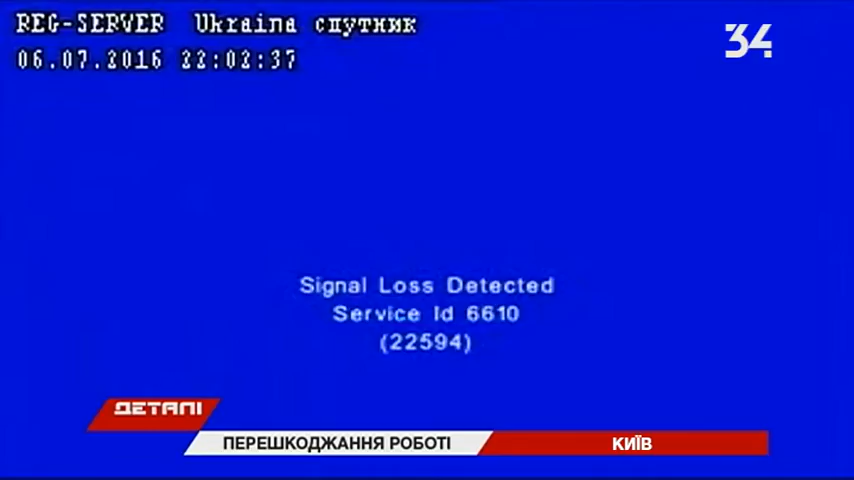 REG-SERVER Ukraina спутник
06.07.2016 22:02:37
34
Signal Loss Detected
Service Id 6610
(22594)
ДЕТАЛІ
ПЕРЕШКОДЖАННЯ РОБОТІ
КИЇВ